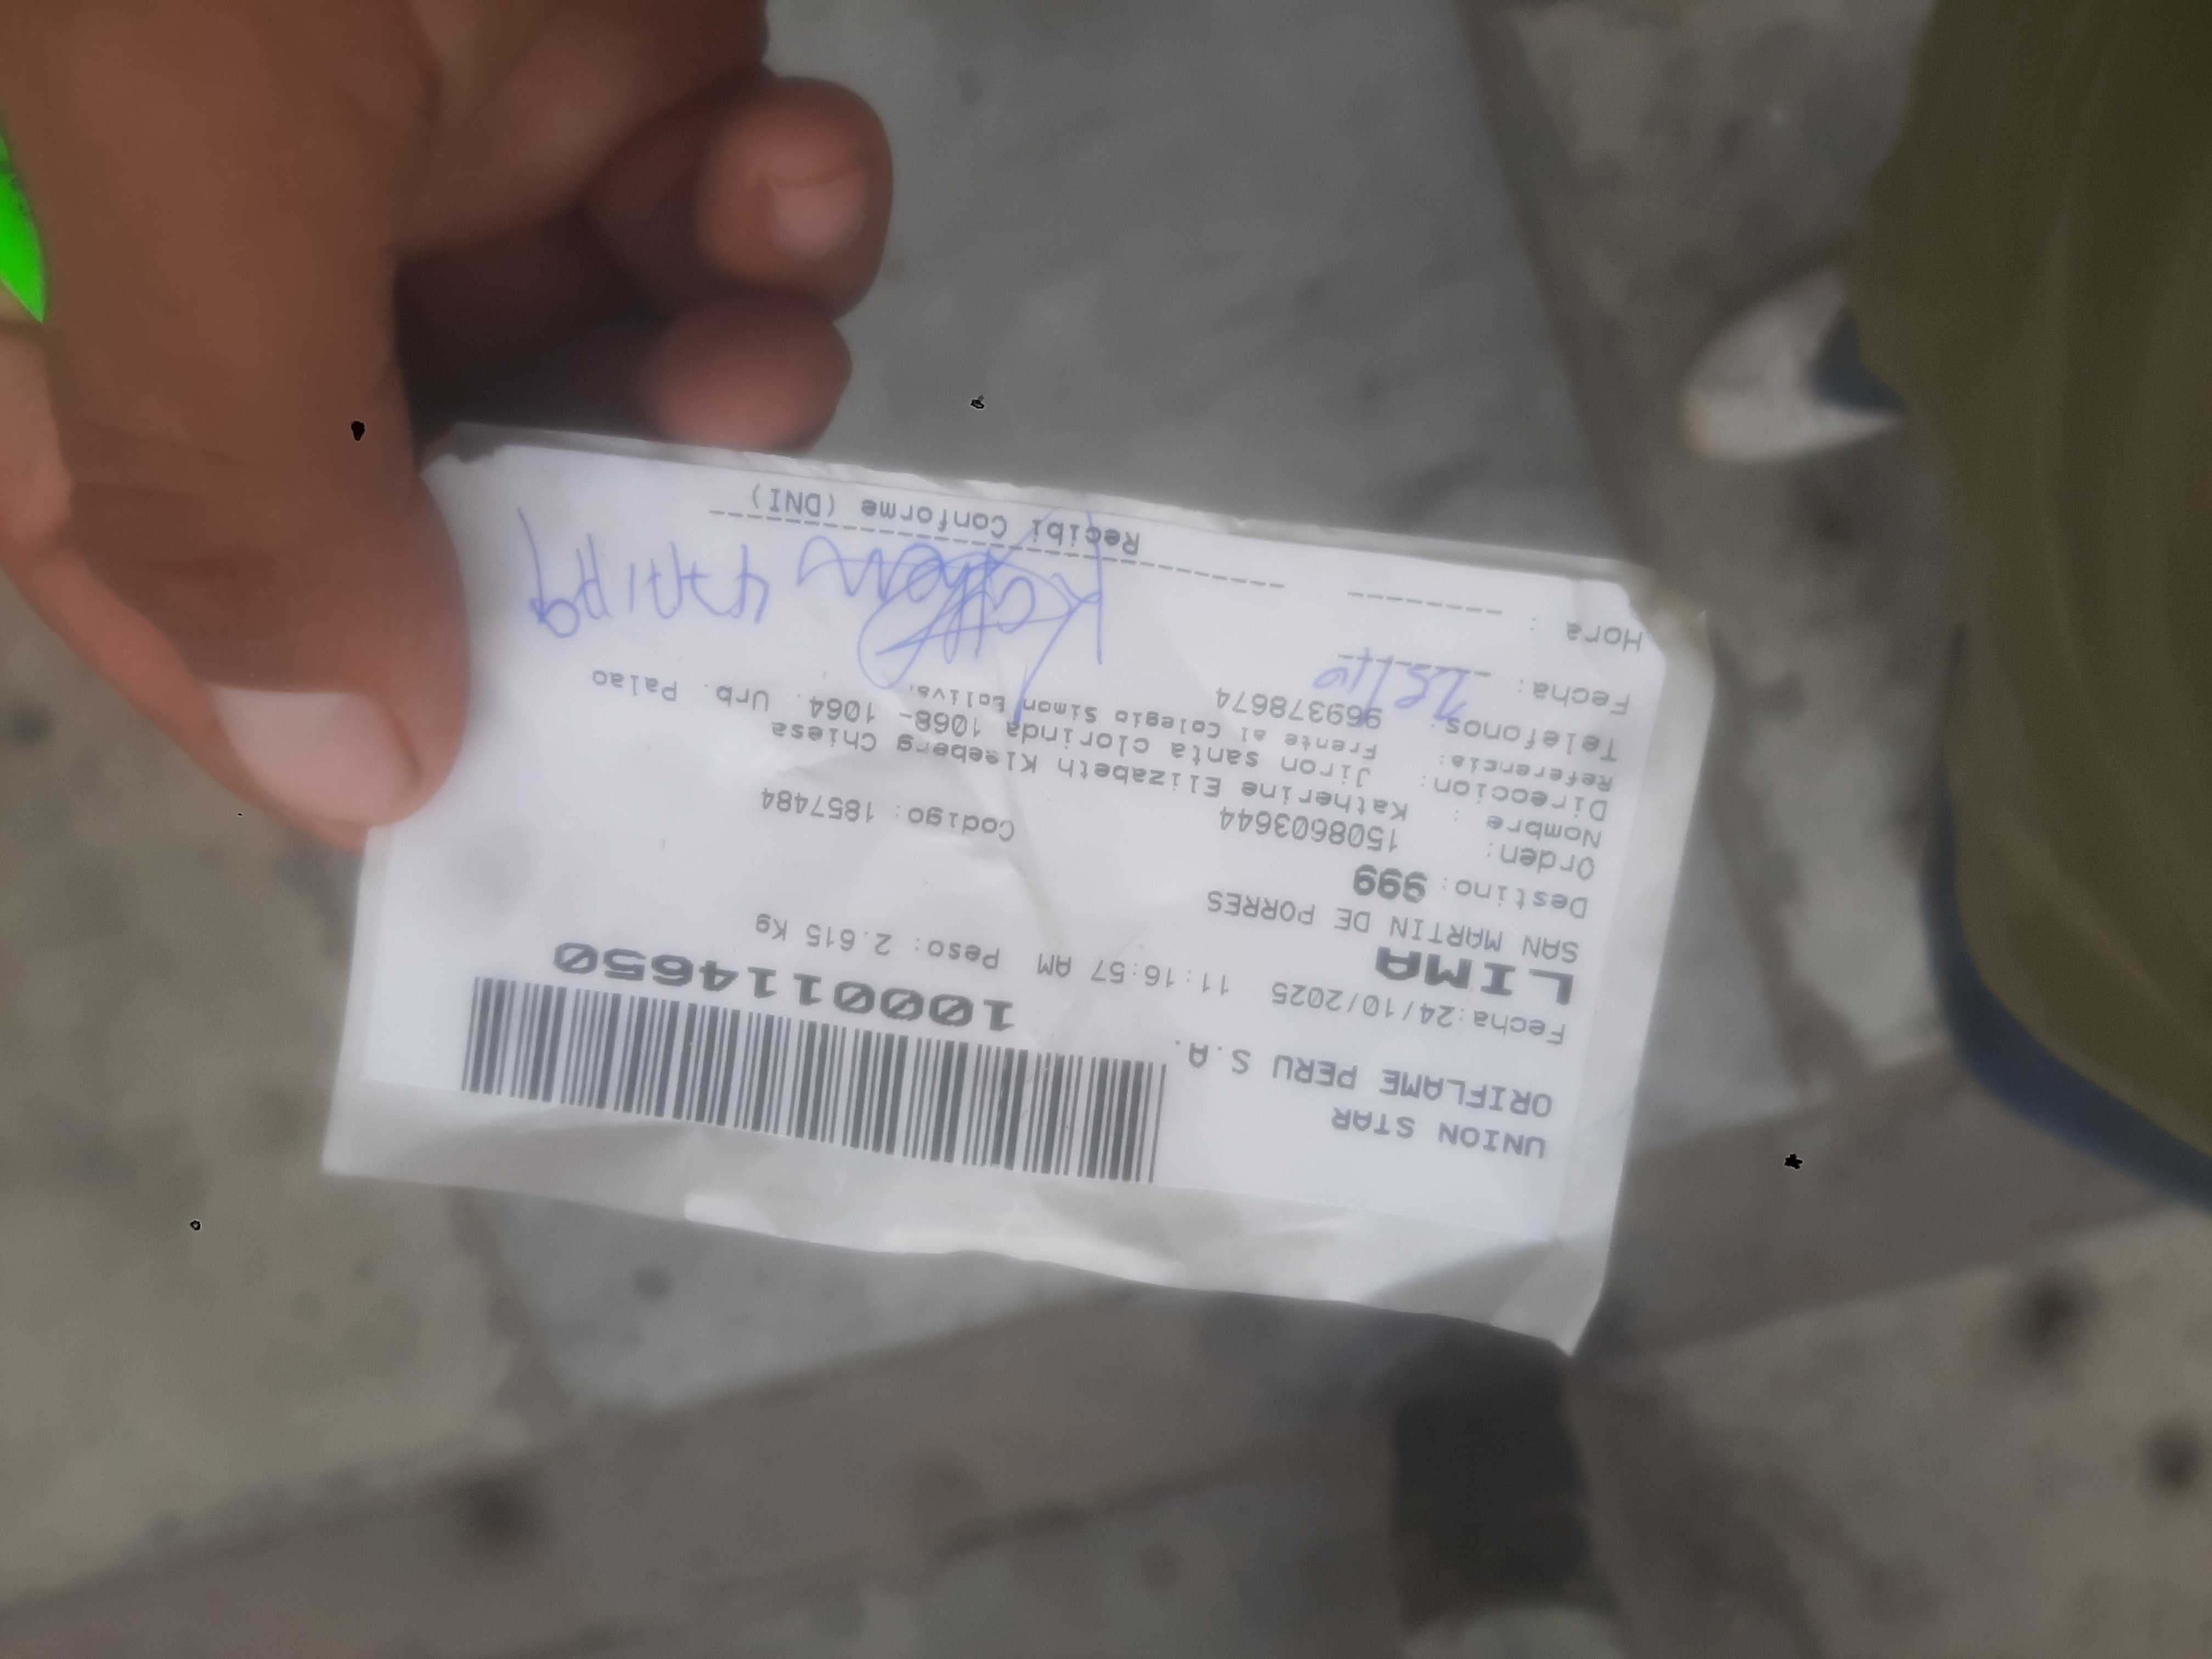 UNION STAR
ORIFLAME PERU S.A.
1000114650
Fecha:24/10/2025 11:16:57 AM Peso: 2.615 Kg
LIMA
SAN MARTIN DE PORRES
Destino: 999
Orden: 1508603644 Codigo: 1857484
Nombre : Katherine Elizabeth Kleeberg Chiesa
Direccion: Jiron santa clorinda 1068- 1064. Urb. Palao
Referencia: Frente al Colegio Simon Bolivs.
Telefonos: 969378674
Fecha: 25/10
Hora :
Recibi Conforme (DNI)